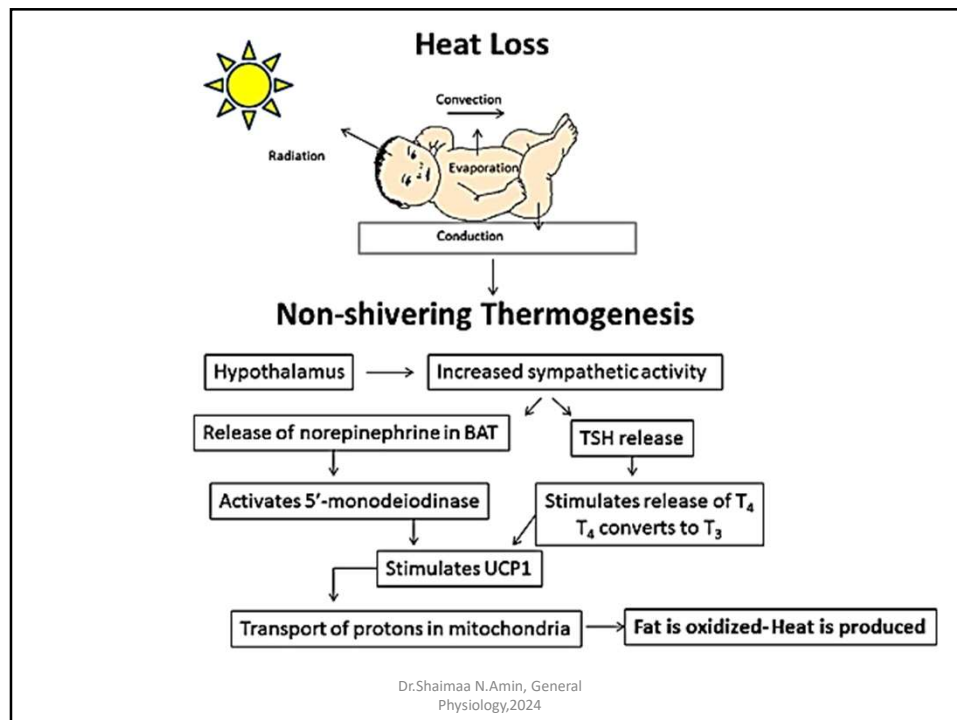 Heat Loss
Convection
Radiation
Evaporation
Conduction
Non-shivering Thermogenesis
Hypothalamus
Increased sympathetic activity
Release of norepinephrine in BAT
TSH release
Activates 5′-monodeiodinase
Stimulates release of T₄
T₄ converts to T₃
Stimulates UCP1
Transport of protons in mitochondria
Fat is oxidized-Heat is produced
Dr.Shaimaa N.Amin, General
Physiology,2024